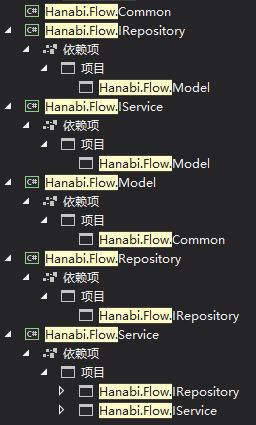 C# Hanabi.Flow.Common
C# Hanabi.Flow.IRepository
依赖项
项目
Hanabi.Flow.Model
C# Hanabi.Flow.IService
依赖项
项目
Hanabi.Flow.Model
C# Hanabi.Flow.Model
依赖项
项目
Hanabi.Flow.Common
C# Hanabi.Flow.Repository
依赖项
项目
Hanabi.Flow.IRepository
C# Hanabi.Flow.Service
依赖项
项目
Hanabi.Flow.IRepository
Hanabi.Flow.IService